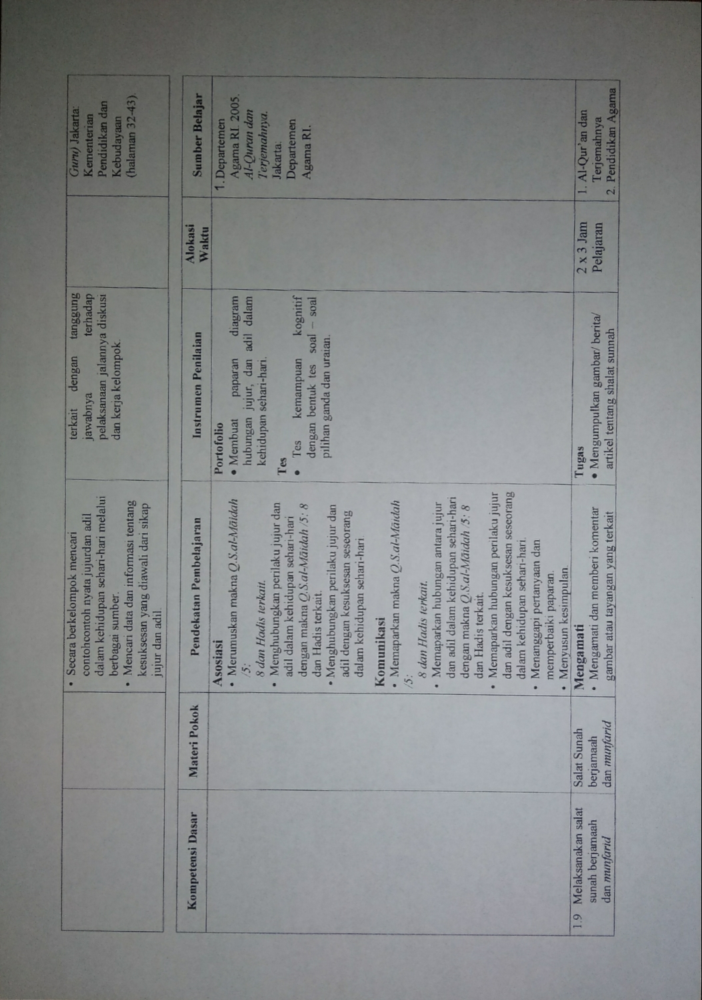 • Secara berkelompok mencari
contohcontoh nyata jujurdan adil
dalam kehidupan sehari-hari melalui
berbagai sumber.
• Mencari data dan informasi tentang
kesuksesan yang diawali dari sikap
jujur dan adil.
terkait dengan tanggung
jawabnya terhadap
pelaksanaan jalannya diskusi
dan kerja kelompok.
Guru) Jakarta:
Kementerian
Pendidikan dan
Kebudayaan
(halaman 32-43).
Kompetensi Dasar
Materi Pokok
Pendekatan Pembelajaran
Instrumen Penilaian
Alokasi
Waktu
Sumber Belajar
Asosiasi
• Merumuskan makna Q.S.al-Māidah
/5:
8 dan Hadis terkait.
• Menghubungkan perilaku jujur dan
adil dalam kehidupan sehari-hari
dengan makna Q.S.al-Māidah /5: 8
dan Hadis terkait.
• Menghubungkan perilaku jujur dan
adil dengan kesuksesan seseorang
dalam kehidupan sehari-hari.
Komunikasi
• Memaparkan makna Q.S.al-Māidah
/5:
8 dan Hadis terkait.
• Memaparkan hubungan antara jujur
dan adil dalam kehidupan sehari-hari
dengan makna Q.S.al-Māidah /5: 8
dan Hadis terkait.
• Memaparkan hubungan perilaku jujur
dan adil dengan kesuksesan seseorang
dalam kehidupan sehari-hari.
• Menanggapi pertanyaan dan
memperbaiki paparan.
• Menyusun kesimpulan.
Portofolio
• Membuat paparan diagram
hubungan jujur, dan adil dalam
kehidupan sehari-hari.
Tes
• Tes kemampuan kognitif
dengan bentuk tes soal – soal
pilihan ganda dan uraian.
1. Departemen
Agama RI. 2005.
Al-Quran dan
Terjemahnya.
Jakarta:
Departemen
Agama RI.
1.9 Melaksanakan salat
sunah berjamaah
dan munfarid
Salat Sunah
berjamaah
dan munfarid
Mengamati
• Mengamati dan memberi komentar
gambar atau tayangan yang terkait
Tugas
• Mengumpulkan gambar/ berita/
artikel tentang shalat sunnah
2 x 3 Jam
Pelajaran
1. Al-Qur'an dan
Terjemahnya
2. Pendidikan Agama